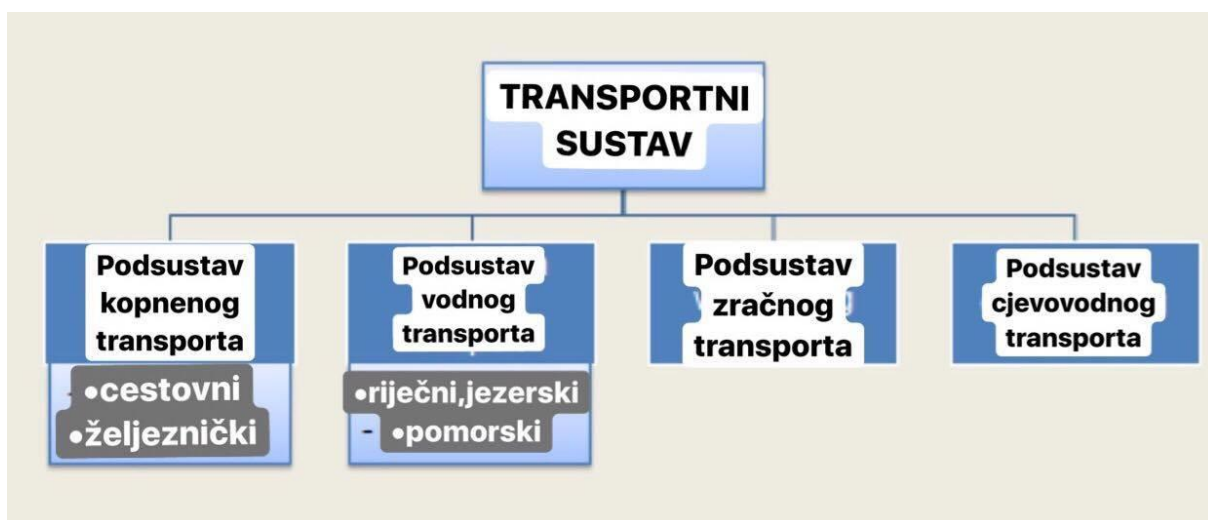 TRANSPORTNI
SUSTAV
Podsustav
kopnenog
transporta
•cestovni
•željeznički
Podsustav
vodnog
transporta
•riječni,jezerski
- •pomorski
Podsustav
zračnog
transporta
Podsustav
cjevovodnog
transporta